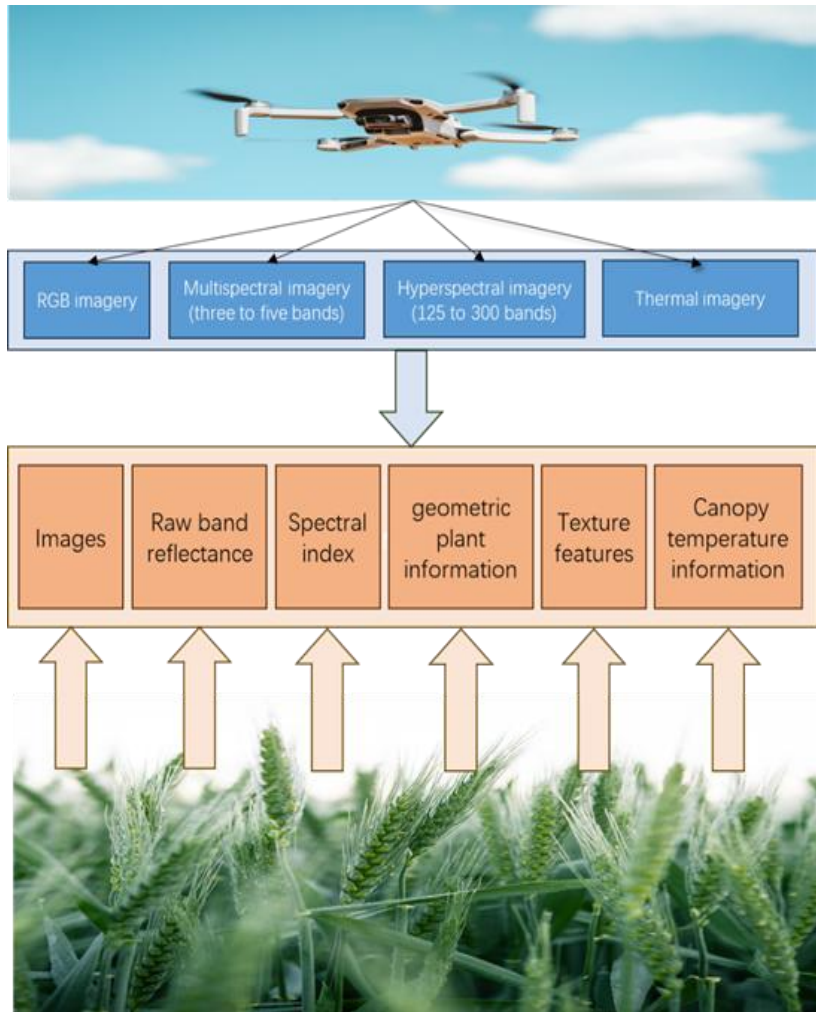 RGB imagery
Multispectral imagery
(three to five bands)
Hyperspectral imagery
(125 to 300 bands)
Thermal imagery
Images
Raw band
reflectance
Spectral
index
geometric
plant
information
Texture
features
Canopy
temperature
information